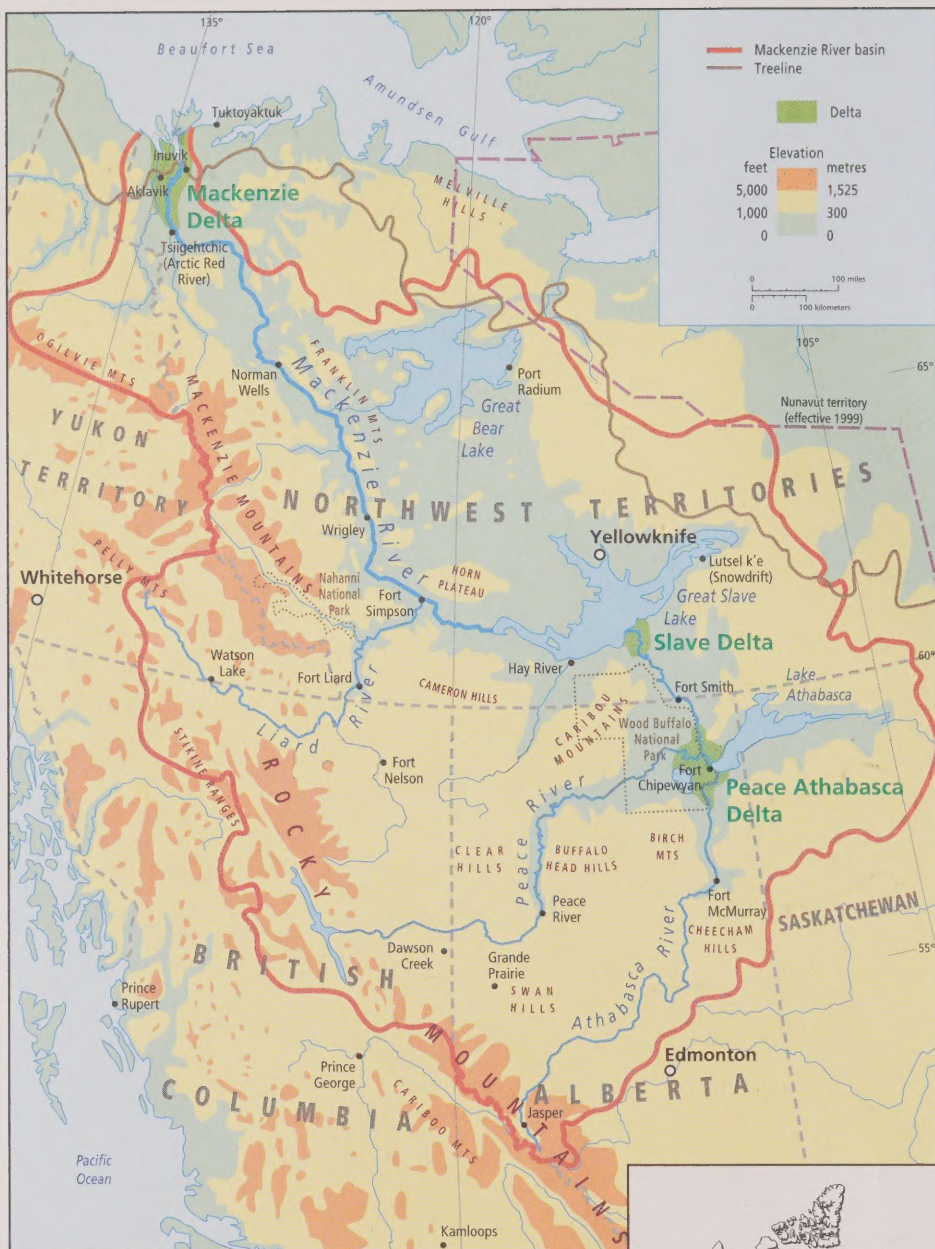 135°
120°
Beaufort Sea
Amundsen Gulf
Tuktoyaktuk
Inuvik
Aklavik
Mackenzie
Delta
Tsiigehtchic
(Arctic Red
River)
MELVILLE
HILLS
Mackenzie River basin
Treeline
Delta
Elevation
feet metres
5,000 1,525
1,000 300
0 0
100 miles
100 kilometers
105°
65°
OGILVIE MTS
MACKENZIE MOUNTAINS
Norman
Wells
FRANKLIN MTS
Mackenzie River
Port
Radium
Great
Bear
Lake
Nunavut territory
(effective 1999)
YUKON
TERRITORY
NORTHWEST TERRITORIES
Wrigley
Yellowknife
Lutsel k'e
(Snowdrift)
PELLY MTS
Whitehorse
Nahanni
National
Park
Fort
Simpson
HORN
PLATEAU
Great Slave
Lake
Slave Delta
Watson
Lake
Fort Liard
Liard River
CAMERON HILLS
Hay River
60°
Fort Smith
Lake
Athabasca
CARIBOU
MOUNTAINS
Wood Buffalo
National
Park
STIKINE RANGES
Fort
Nelson
Fort
Chipewyan
Peace Athabasca
Delta
ROCKY MOUNTAINS
Peace River
CLEAR
HILLS
BUFFALO
HEAD HILLS
BIRCH
MTS
Peace
River
Fort
McMurray
CHEECHAM
HILLS
SASKATCHEWAN
55°
BRITISH
COLUMBIA
Dawson
Creek
Grande
Prairie
SWAN
HILLS
Athabasca River
Prince
Rupert
Prince
George
CARIBOO MTS
Edmonton
ALBERTA
Jasper
Pacific
Ocean
Kamloops